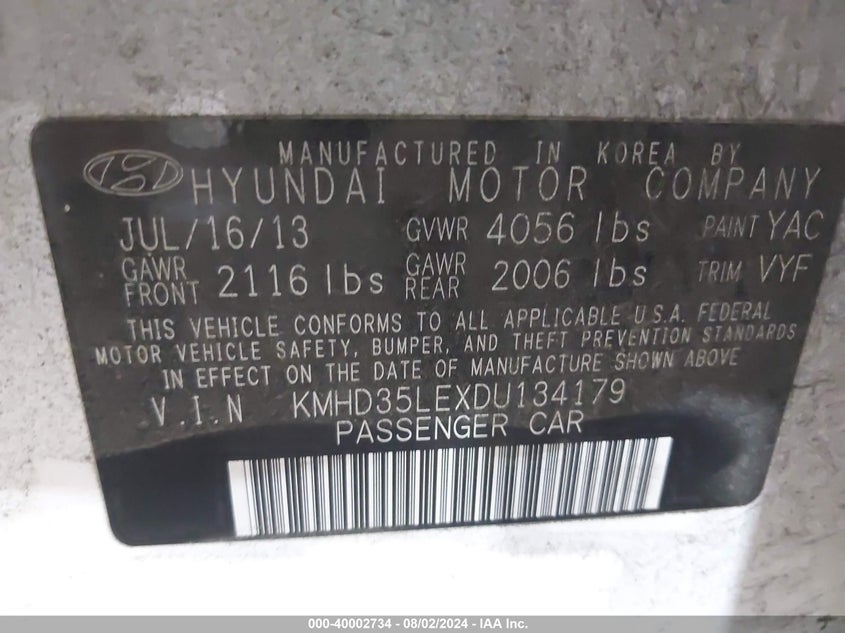 MANUFACTURED IN KOREA BY
HYUNDAI MOTOR COMPANY
JUL/16/13 GVWR 4056 lbs PAINT YAC
GAWR FRONT 2116 lbs GAWR REAR 2006 lbs TRIM VYF
THIS VEHICLE CONFORMS TO ALL APPLICABLE U.S.A. FEDERAL
MOTOR VEHICLE SAFETY, BUMPER, AND THEFT PREVENTION STANDARDS
IN EFFECT ON THE DATE OF MANUFACTURE SHOWN ABOVE
V.I.N KMHD35LEXDU134179
PASSENGER CAR
000-40002734 - 08/02/2024 - IAA Inc.